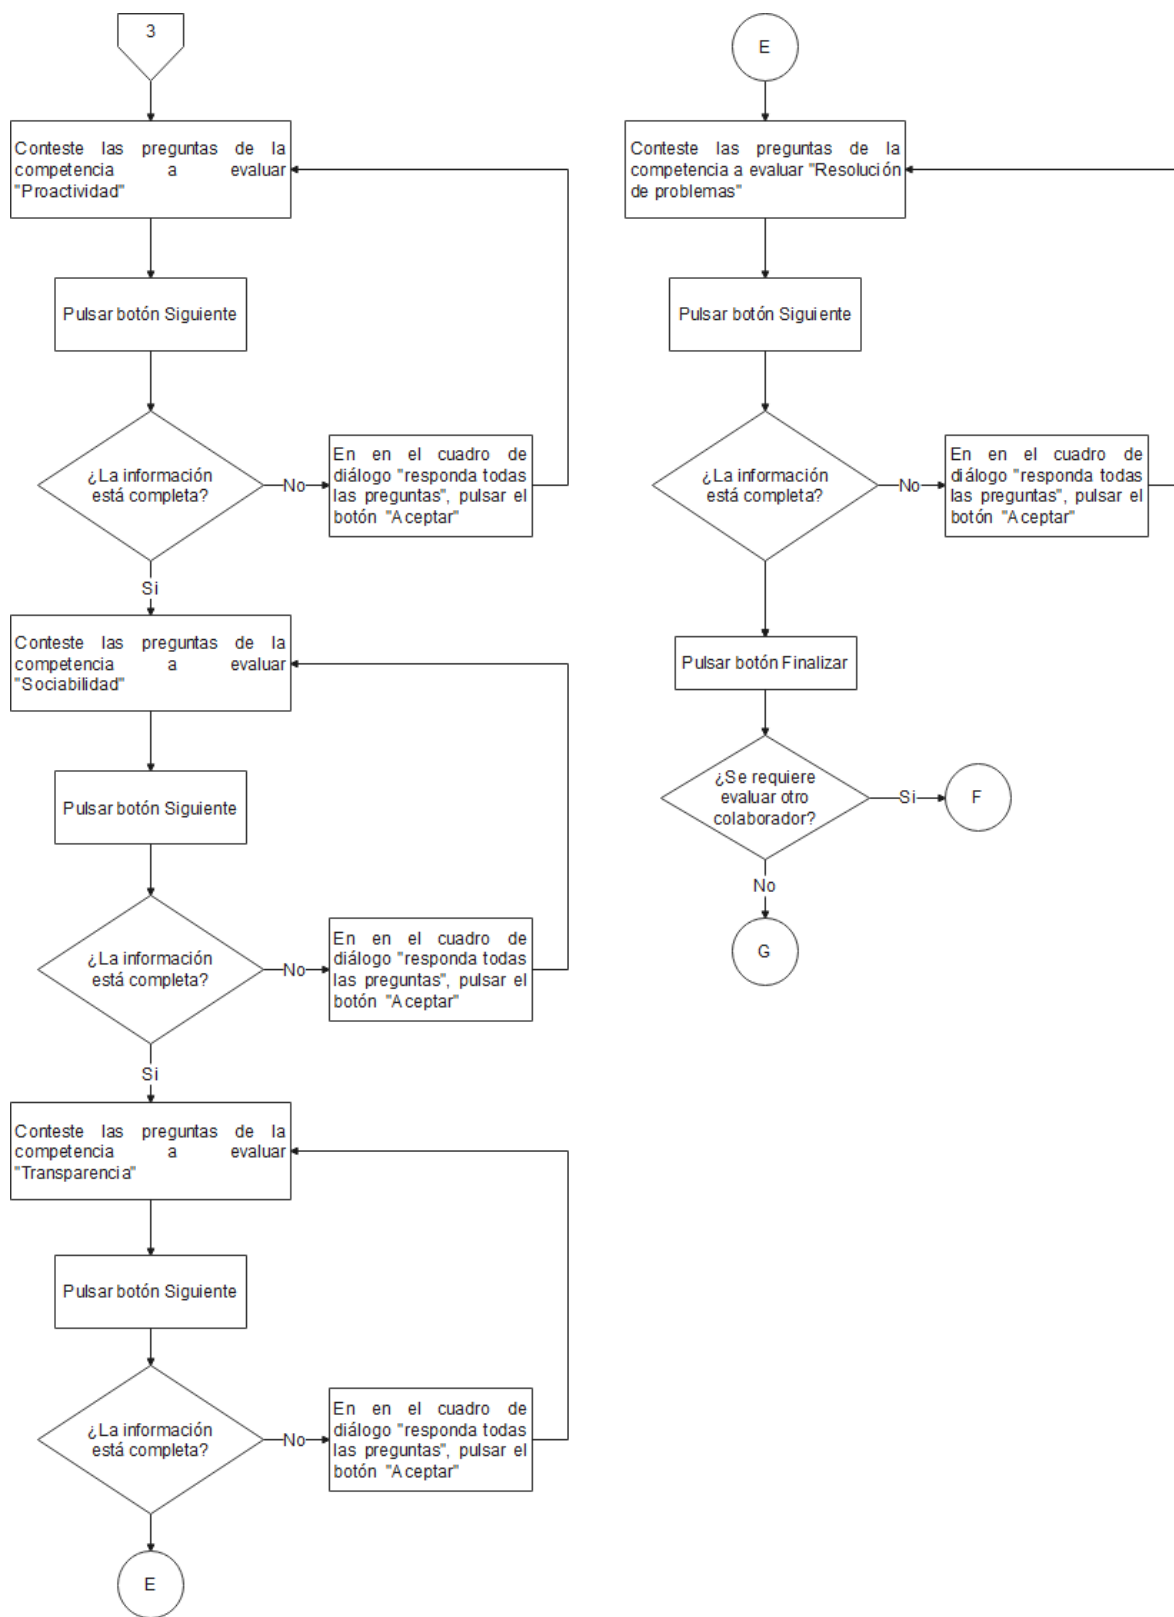 3
Conteste las preguntas de la
competencia a evaluar
"Proactividad"
Pulsar botón Siguiente
¿La información
está completa?
No
En en el cuadro de
diálogo "responda todas
las preguntas", pulsar el
botón "Aceptar"
Si
Conteste las preguntas de la
competencia a evaluar
"Sociabilidad"
Pulsar botón Siguiente
¿La información
está completa?
No
En en el cuadro de
diálogo "responda todas
las preguntas", pulsar el
botón "Aceptar"
Si
Conteste las preguntas de la
competencia a evaluar
"Transparencia"
Pulsar botón Siguiente
¿La información
está completa?
No
En en el cuadro de
diálogo "responda todas
las preguntas", pulsar el
botón "Aceptar"
E
E
Conteste las preguntas de la
competencia a evaluar "Resolución
de problemas"
Pulsar botón Siguiente
¿La información
está completa?
No
En en el cuadro de
diálogo "responda todas
las preguntas", pulsar el
botón "Aceptar"
Pulsar botón Finalizar
¿Se requiere
evaluar otro
colaborador?
Si
F
No
G